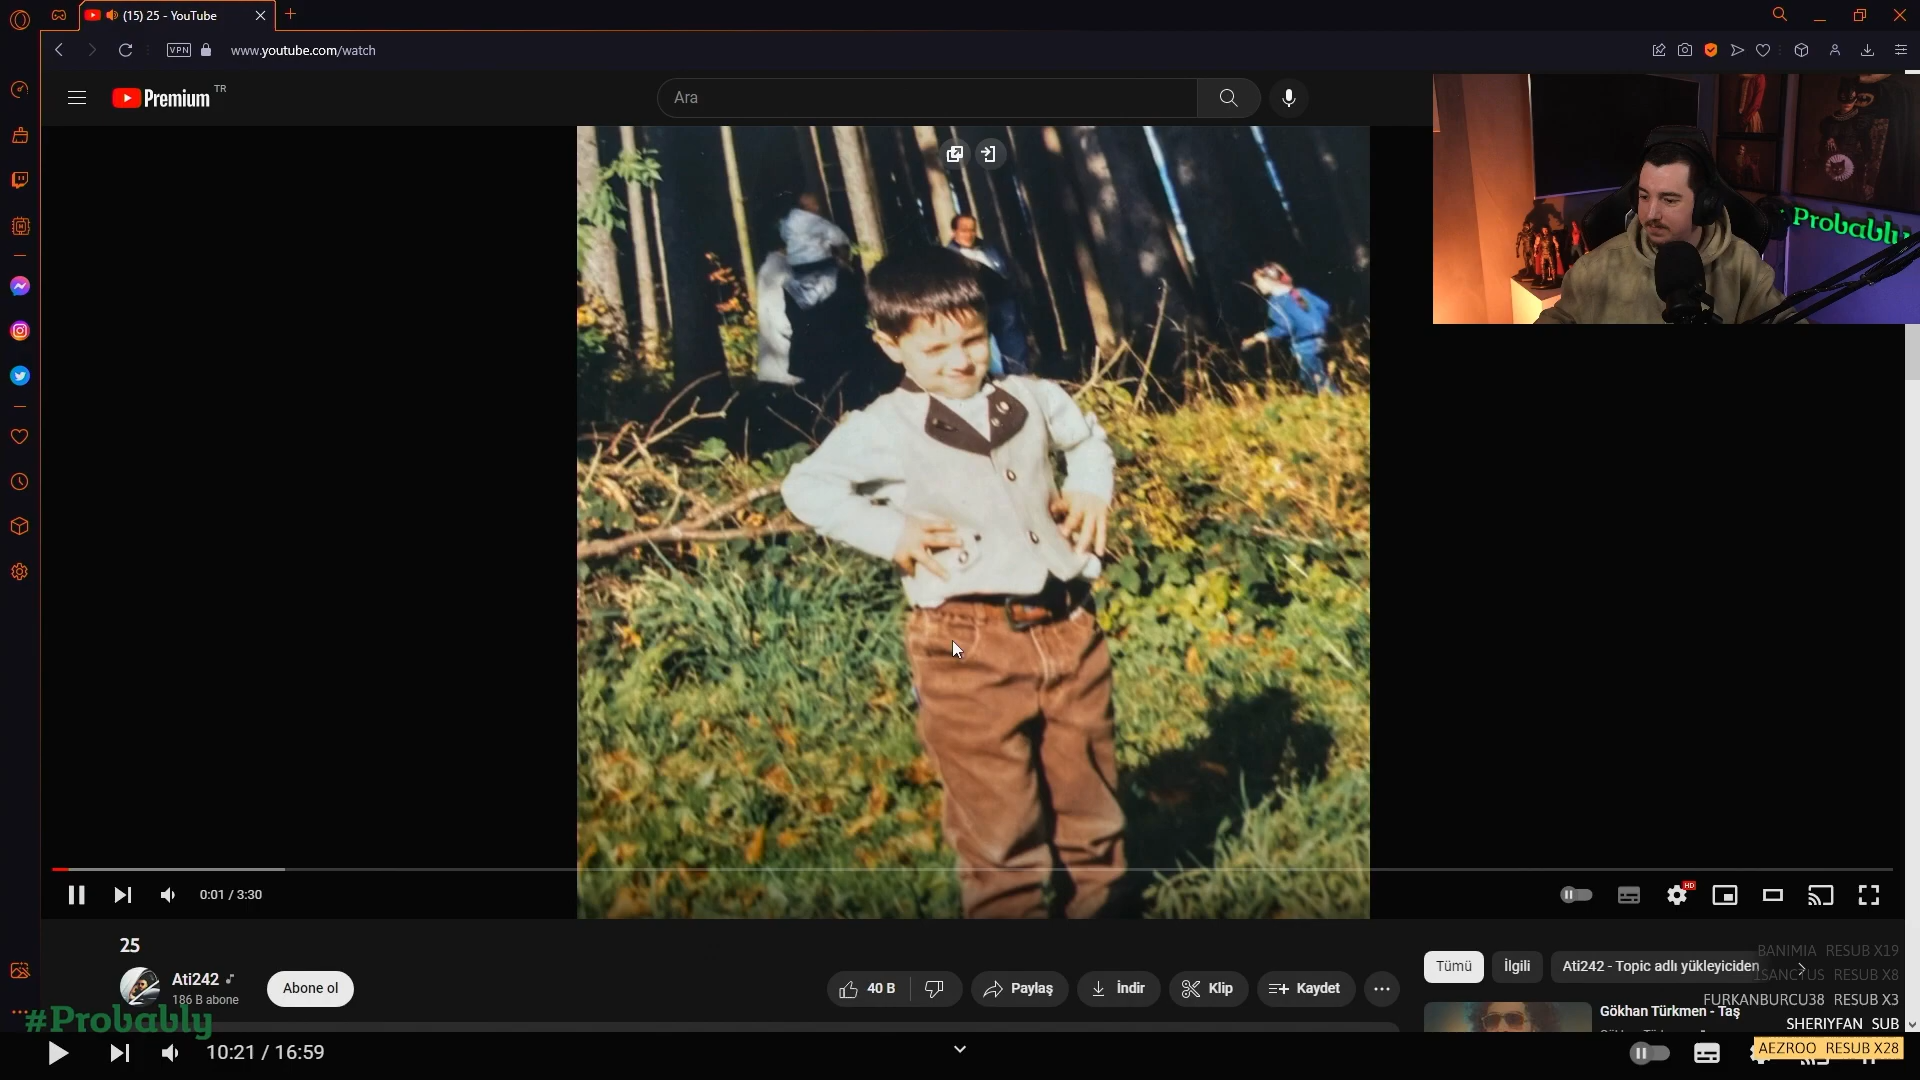 (15) 25 - YouTube
VPN
www.youtube.com/watch
Premium TR
Ara
Probably
0:01 / 3:30
HD
25
Ati242
186 B abone
Abone ol
40 B
Paylaş
İndir
Klip
Kaydet
Tümü
İlgili
Ati242 - Topic adlı yükleyiciden
Gökhan Türkmen - Taş
BANIMIA RESUB X19
RESUB X8
FURKANBURCU38 RESUB X3
SHERIYFAN SUB
AEZROO RESUB X28
#Probably
10:21 / 16:59